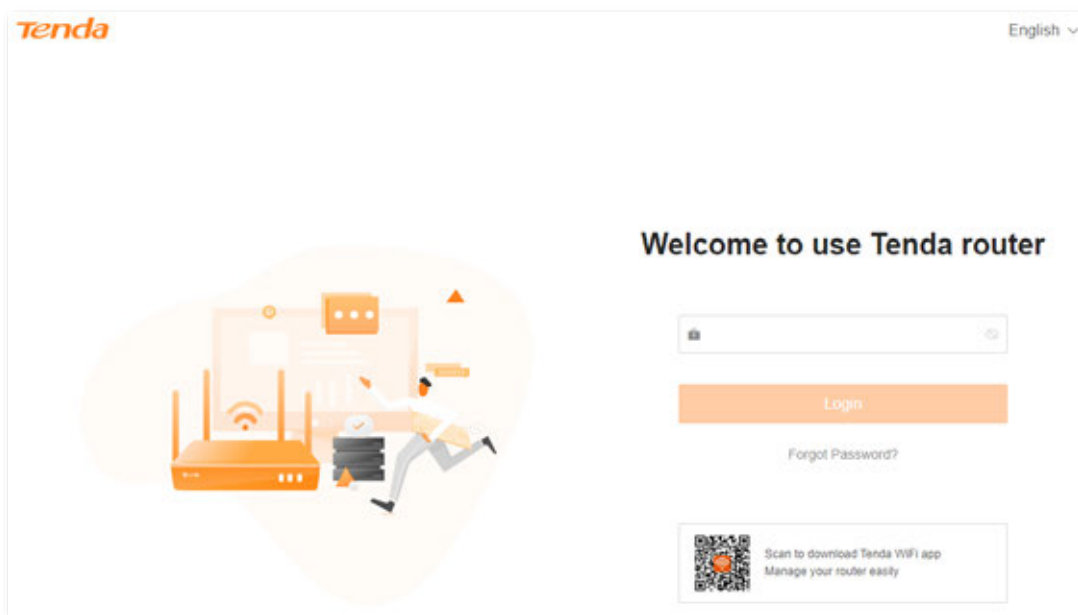 Tenda
English
Welcome to use Tenda router
Login
Forgot Password?
Scan to download Tenda WiFi app
Manage your router easily